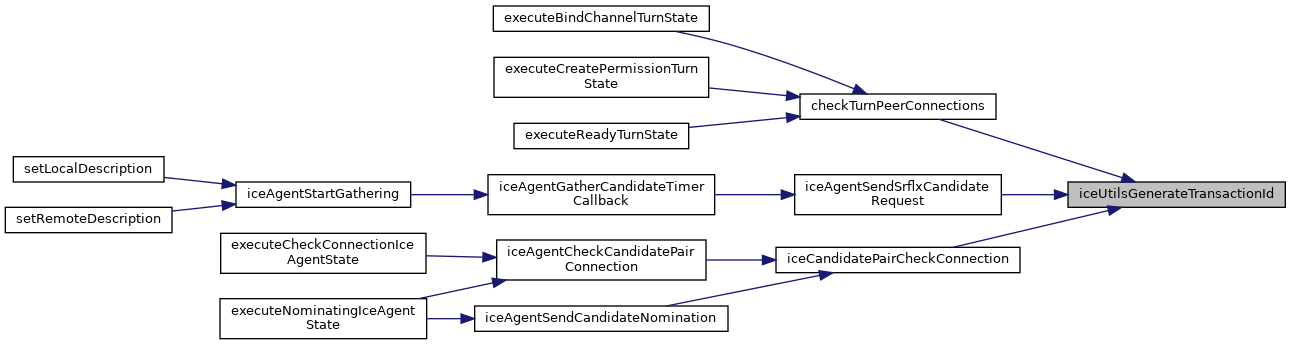 executeBindChannelTurnState
executeCreatePermissionTurn
State
checkTurnPeerConnections
executeReadyTurnState
setLocalDescription
iceAgentStartGathering
iceAgentGatherCandidateTimer
Callback
iceAgentSendSrflxCandidate
Request
iceUtilsGenerateTransactionId
setRemoteDescription
executeCheckConnectionIce
AgentState
iceAgentCheckCandidatePair
Connection
iceCandidatePairCheckConnection
executeNominatingIceAgent
State
iceAgentSendCandidateNomination